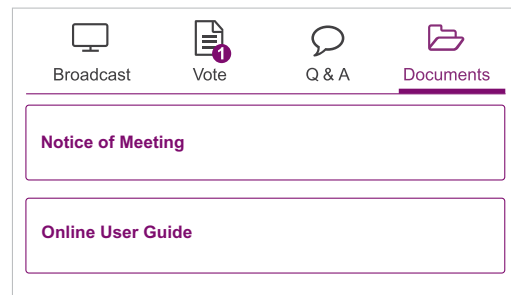 1
Broadcast Vote Q & A Documents
Notice of Meeting
Online User Guide